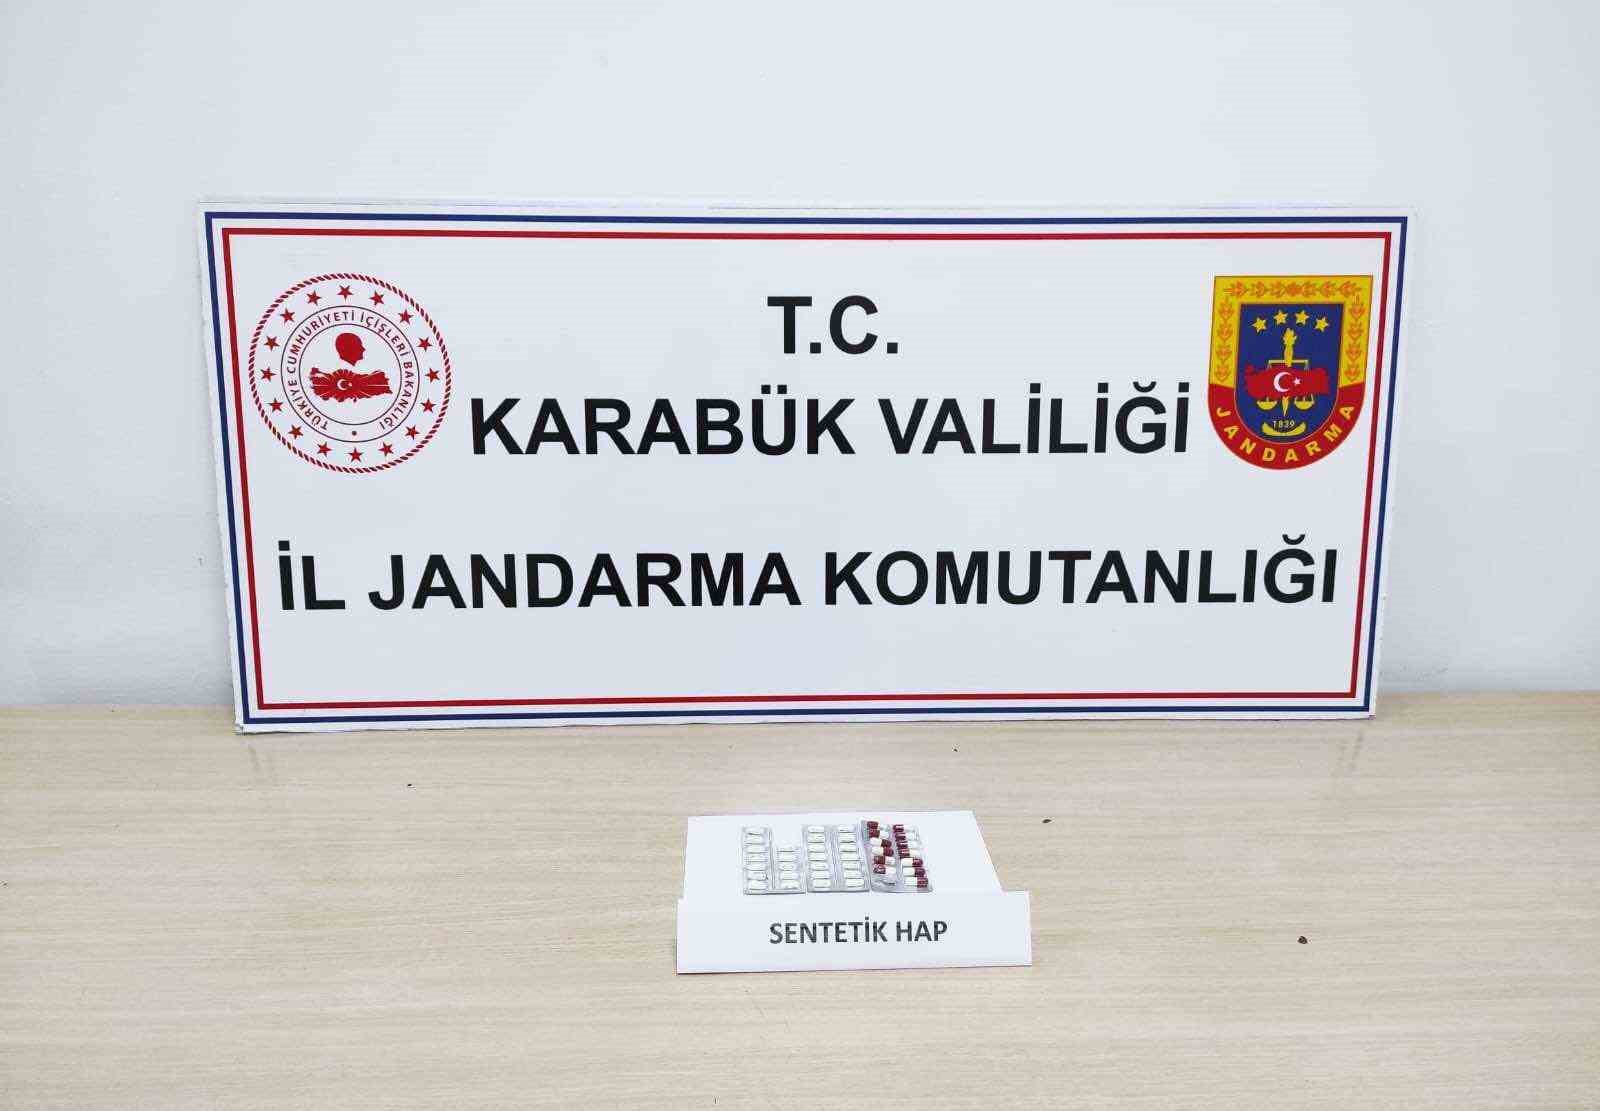 TÜRKİYE CUMHURİYETİ İÇİŞLERİ BAKANLIĞI
T.C.
KARABÜK VALİLİĞİ
1839
JANDARMA
İL JANDARMA KOMUTANLIĞI
SENTETİK HAP